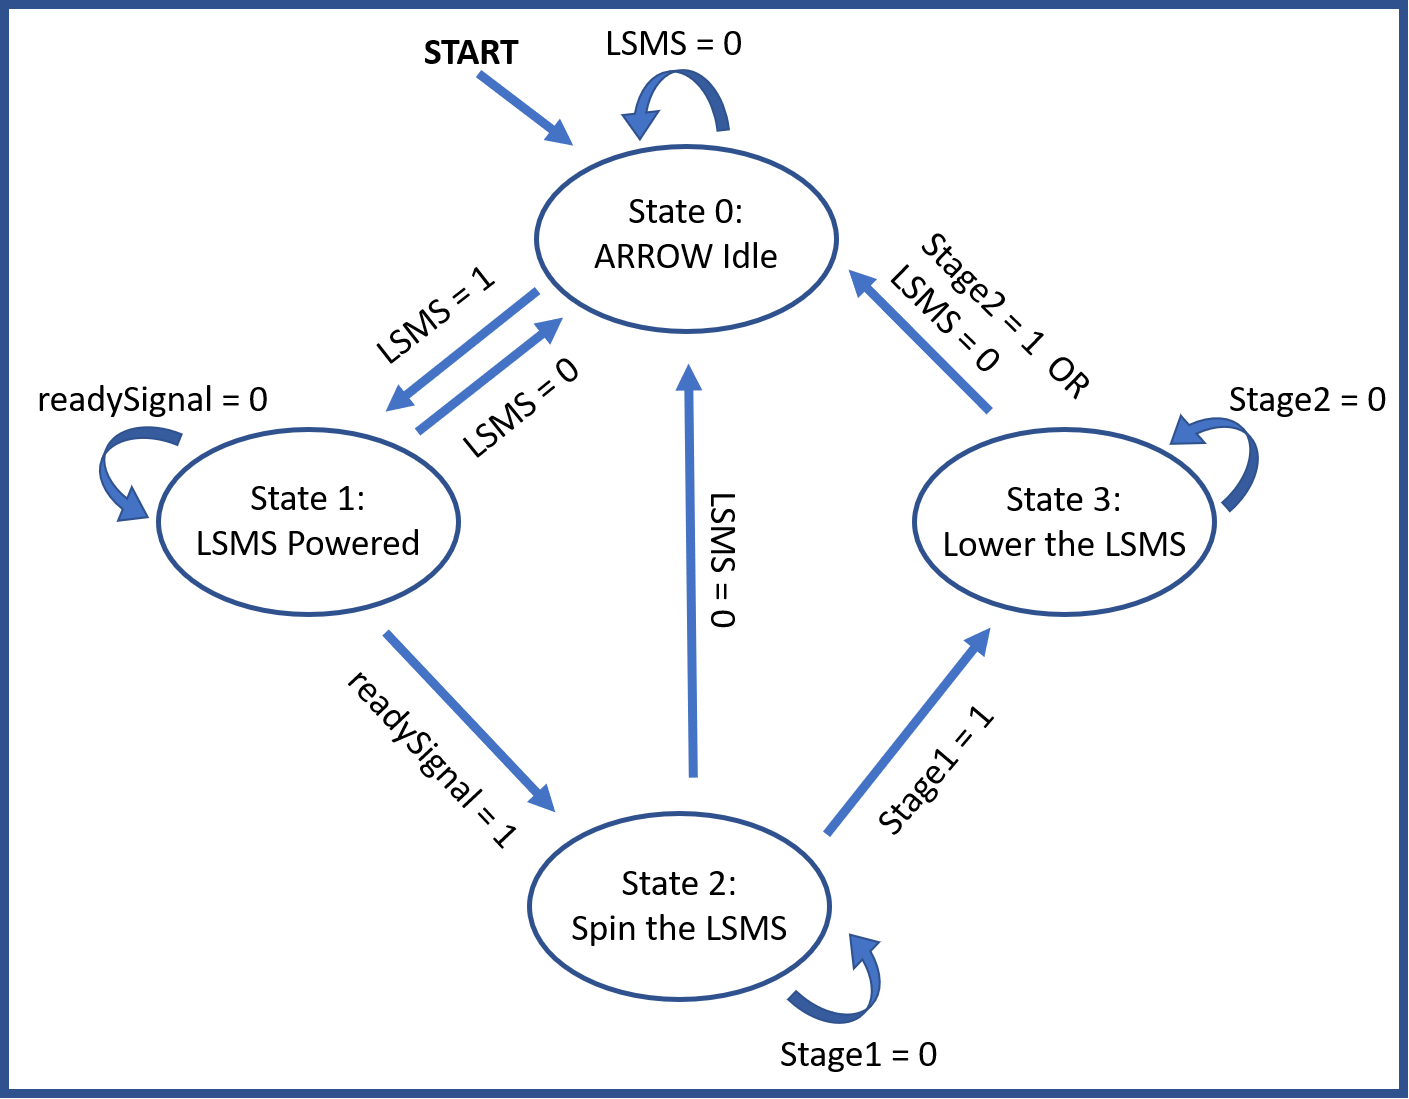 START
LSMS = 0
State 0:
ARROW Idle
LSMS = 1
LSMS = 0
Stage2 = 1 OR
LSMS = 0
readySignal = 0
Stage2 = 0
State 1:
LSMS Powered
LSMS = 0
State 3:
Lower the LSMS
readySignal = 1
Stage1 = 1
State 2:
Spin the LSMS
Stage1 = 0